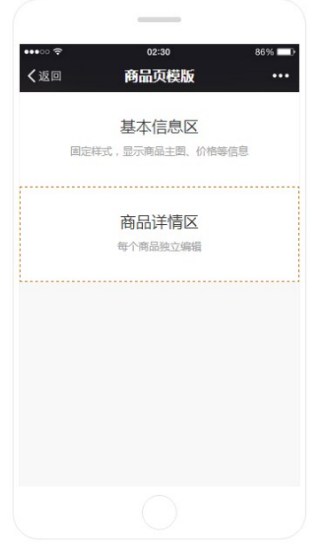 02:30
86%
返回
商品页模版
基本信息区
固定样式，显示商品主图、价格等信息
商品详情区
每个商品独立编辑